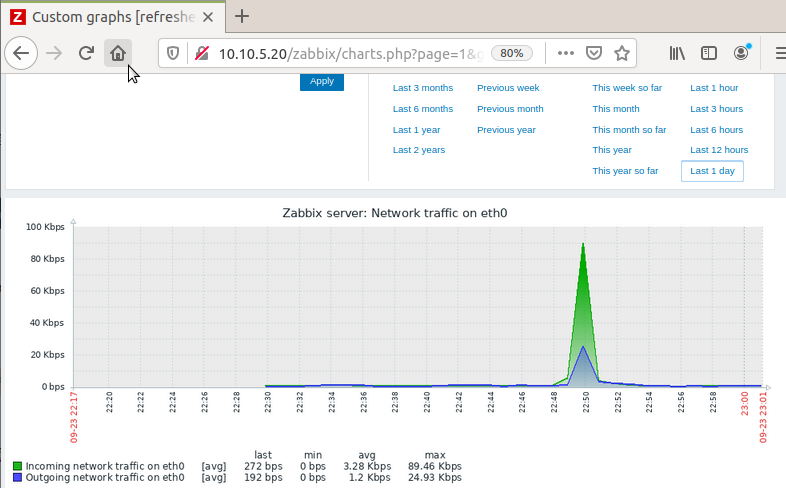 Z Custom graphs [refreshe
10.10.5.20/zabbix/charts.php?page=1&g 80%
Apply
Last 3 months Previous week This week so far Last 1 hour
Last 6 months Previous month This month Last 3 hours
Last 1 year Previous year This month so far Last 6 hours
Last 2 years This year Last 12 hours
This year so far Last 1 day
Zabbix server: Network traffic on eth0
100 Kbps
80 Kbps
60 Kbps
40 Kbps
20 Kbps
0 bps
09-23 22:17 22:20 22:22 22:24 22:26 22:28 22:30 22:32 22:34 22:36 22:38 22:40 22:42 22:44 22:46 22:48 22:50 22:52 22:54 22:56 22:58 23:00 09-23 23:01
last min avg max
Incoming network traffic on eth0 [avg] 272 bps 0 bps 3.28 Kbps 89.46 Kbps
Outgoing network traffic on eth0 [avg] 192 bps 0 bps 1.2 Kbps 24.93 Kbps